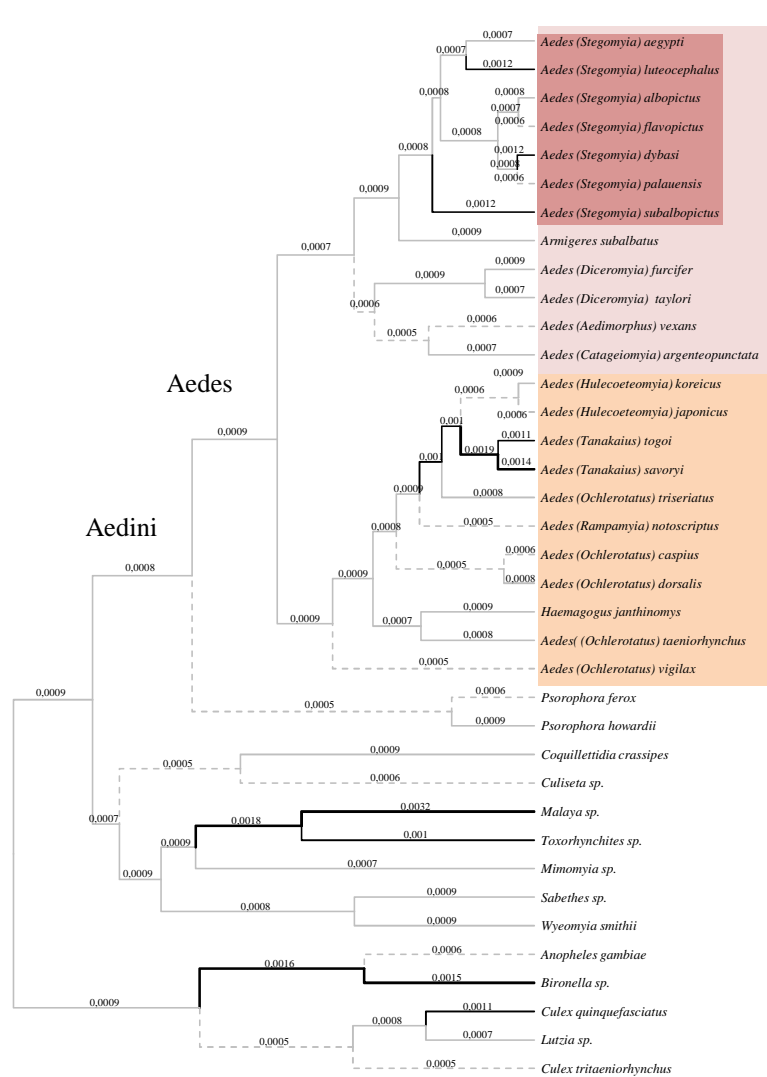 0,0007
Aedes (Stegomyia) aegypti
0,0007
0,0012
Aedes (Stegomyia) luteocephalus
0,0008
0,0008
Aedes (Stegomyia) albopictus
0,0007
0,0006
Aedes (Stegomyia) flavopictus
0,0008
0,0008
0,0012
Aedes (Stegomyia) dybasi
0,0008
0,0006
Aedes (Stegomyia) palauensis
0,0009
0,0012
Aedes (Stegomyia) subalbopictus
0,0009
Armigeres subalbatus
0,0007
0,0009
Aedes (Diceromyia) furcifer
0,0009
0,0007
Aedes (Diceromyia) taylori
0,0006
0,0006
Aedes (Aedimorphus) vexans
0,0005
0,0007
Aedes (Catageiomyia) argenteopunctata
Aedes
0,0009
Aedes (Hulecoeteomyia) koreicus
0,0006
0,0006
Aedes (Hulecoeteomyia) japonicus
0,001
0,0009
0,0011
Aedes (Tanakaius) togoi
0,0019
0,001
0,0014
Aedes (Tanakaius) savoryi
0,0009
0,0008
Aedes (Ochlerotatus) triseriatus
0,0008
0,0005
Aedes (Rampamyia) notoscriptus
Aedini
0,0006
Aedes (Ochlerotatus) caspius
0,0005
0,0008
0,0009
0,0008
Aedes (Ochlerotatus) dorsalis
0,0009
0,0009
Haemagogus janthinomys
0,0007
0,0008
Aedes( (Ochlerotatus) taeniorhynchus
0,0005
Aedes (Ochlerotatus) vigilax
0,0009
0,0006
Psorophora ferox
0,0005
0,0009
Psorophora howardii
0,0009
Coquillettidia crassipes
0,0005
0,0006
Culiseta sp.
0,0007
0,0032
Malaya sp.
0,0018
0,0009
0,001
Toxorhynchites sp.
0,0009
0,0007
Mimomyia sp.
0,0009
Sabethes sp.
0,0008
0,0009
Wyeomyia smithii
0,0006
Anopheles gambiae
0,0016
0,0015
Bironella sp.
0,0009
0,0011
Culex quinquefasciatus
0,0008
0,0007
Lutzia sp.
0,0005
0,0005
Culex tritaeniorhynchus